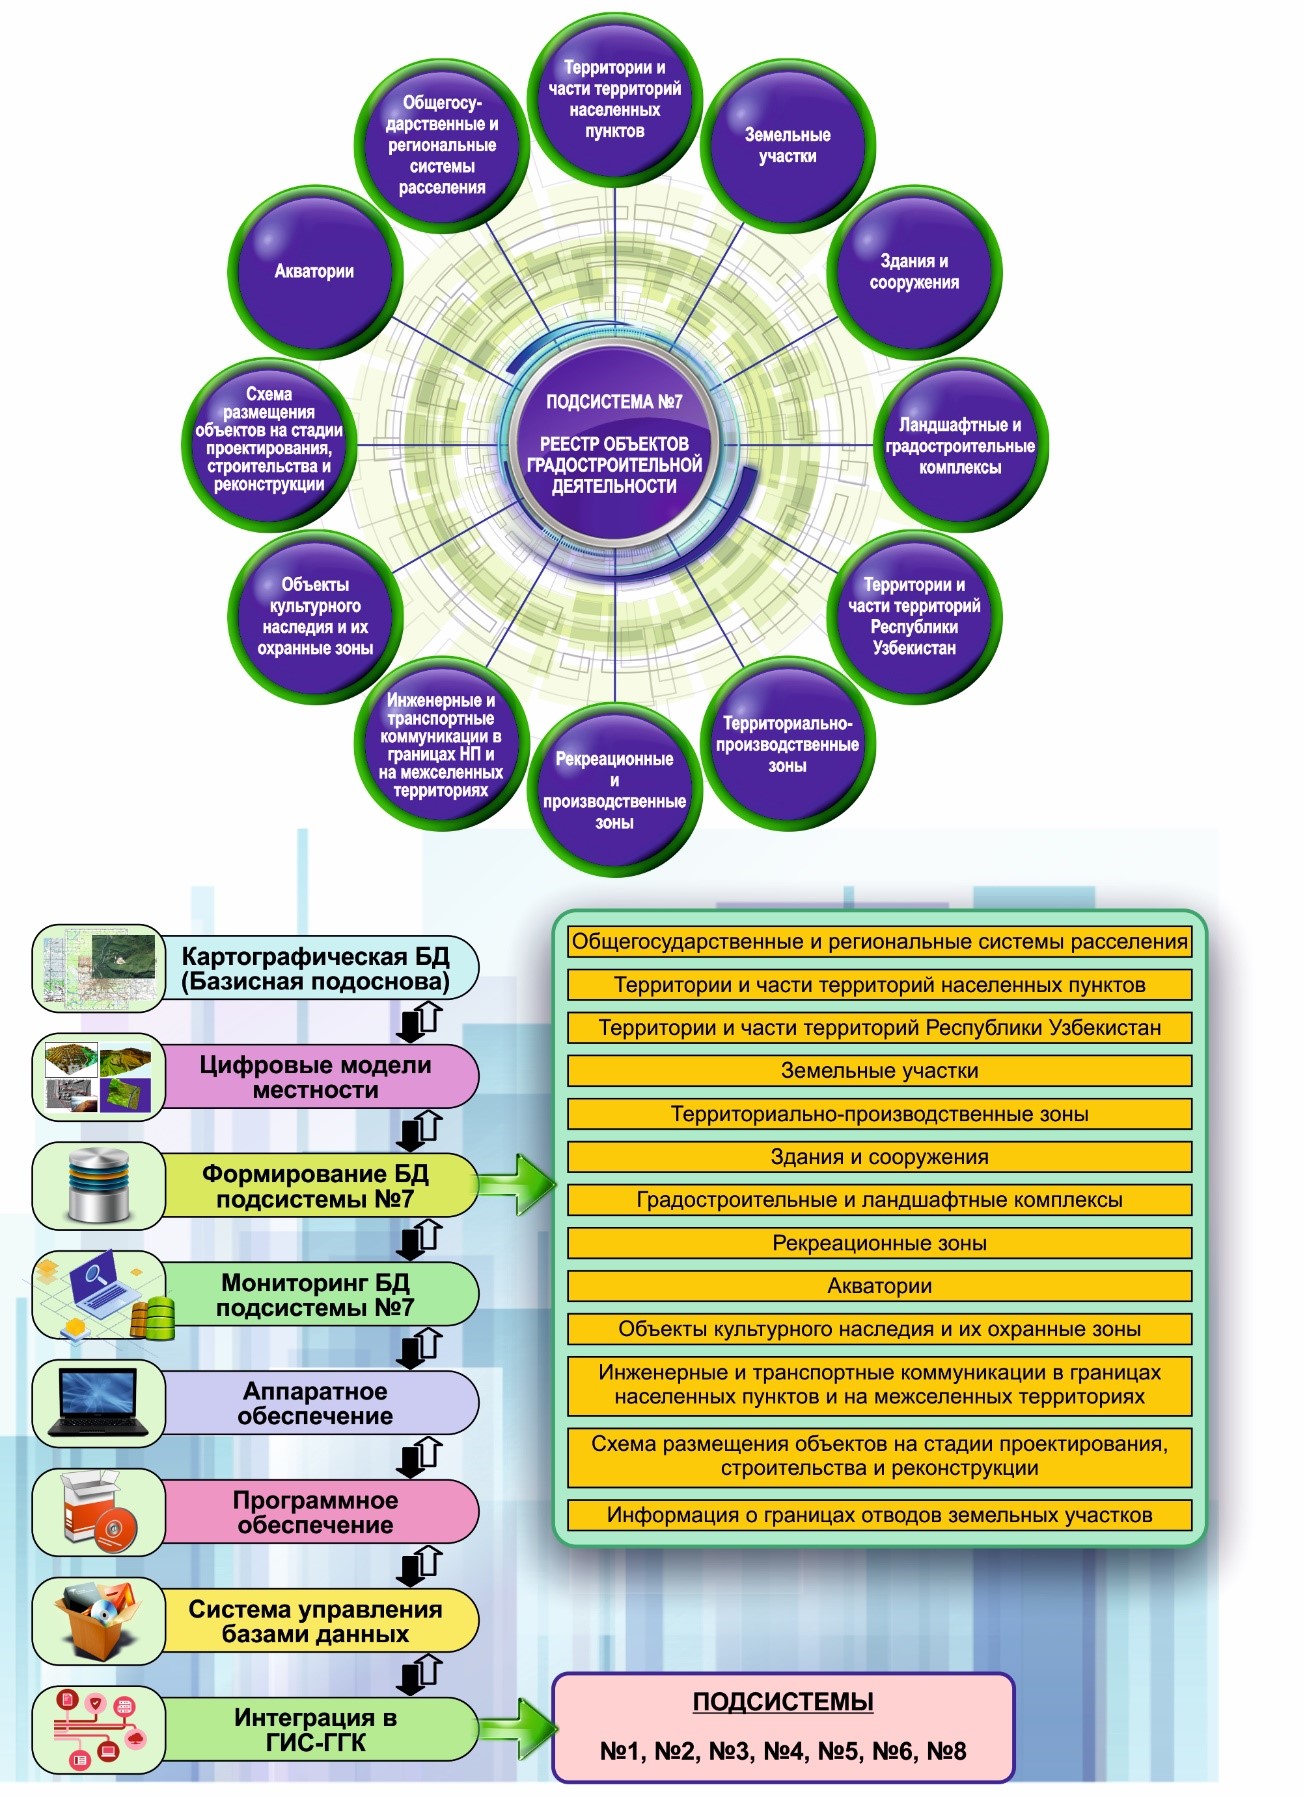 Территории и
части территорий
населенных
пунктов
Земельные
участки
Здания и
сооружения
Ландшафтные и
градостроительные
комплексы
Территории и
части территорий
Республики
Узбекистан
Территориально-
производственные
зоны
Рекреационные
и
производственные
зоны
Инженерные и
транспортные
коммуникации в
границах НП и
на межселенных
территориях
Объекты
культурного
наследия и их
охранные зоны
Схема
размещения
объектов на стадии
проектирования,
строительства и
реконструкции
Акватории
Общегосу-
дарственные и
региональные
системы
расселения
ПОДСИСТЕМА №7
РЕЕСТР ОБЪЕКТОВ
ГРАДОСТРОИТЕЛЬНОЙ
ДЕЯТЕЛЬНОСТИ
Картографическая БД
(Базисная подоснова)
Цифровые модели
местности
Формирование БД
подсистемы №7
Мониторинг БД
подсистемы №7
Аппаратное
обеспечение
Программное
обеспечение
Система управления
базами данных
Интеграция в
ГИС-ГГК
Общегосударственные и региональные системы расселения
Территории и части территорий населенных пунктов
Территории и части территорий Республики Узбекистан
Земельные участки
Территориально-производственные зоны
Здания и сооружения
Градостроительные и ландшафтные комплексы
Рекреационные зоны
Акватории
Объекты культурного наследия и их охранные зоны
Инженерные и транспортные коммуникации в границах
населенных пунктов и на межселенных территориях
Схема размещения объектов на стадии проектирования,
строительства и реконструкции
Информация о границах отводов земельных участков
ПОДСИСТЕМЫ
№1, №2, №3, №4, №5, №6, №8